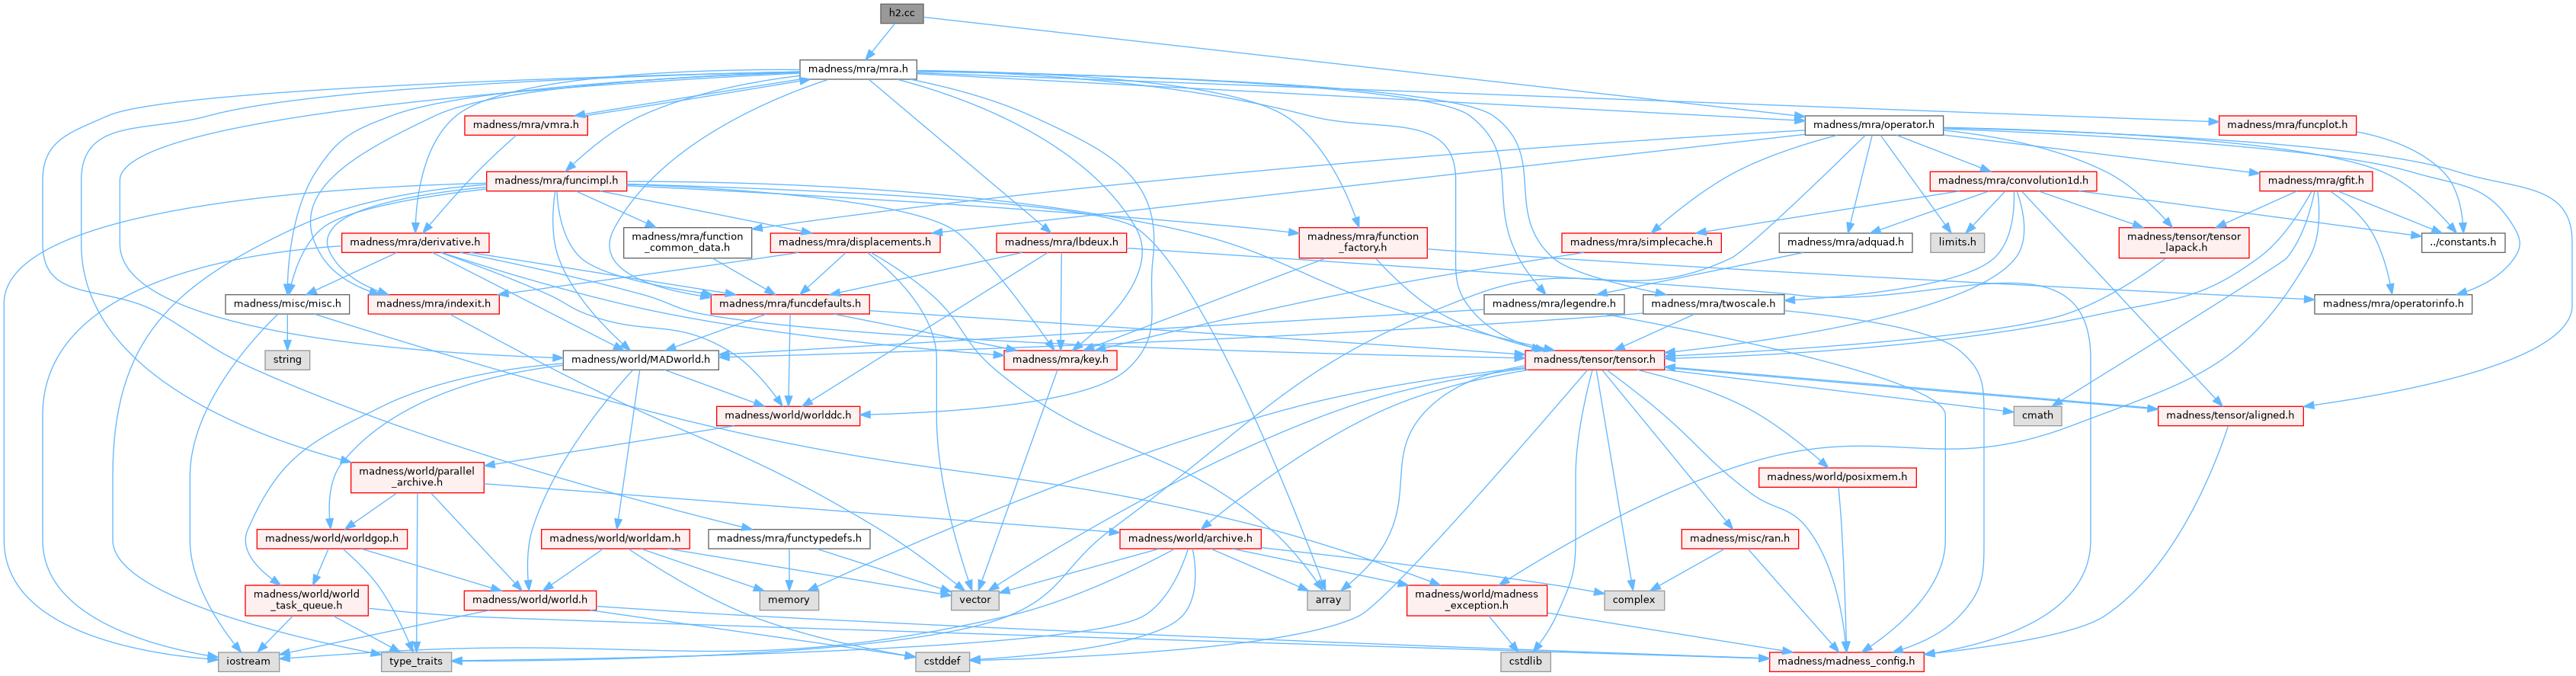 h2.cc
madness/mra/mra.h
madness/mra/vmra.h
madness/mra/operator.h
madness/mra/funcplot.h
madness/mra/funcimpl.h
madness/mra/convolution1d.h
madness/mra/gfit.h
madness/mra/derivative.h
madness/mra/function
_common_data.h
madness/mra/displacements.h
madness/mra/lbdeux.h
madness/mra/function
_factory.h
madness/mra/simplecache.h
madness/mra/adquad.h
limits.h
madness/tensor/tensor
_lapack.h
../constants.h
madness/misc/misc.h
madness/mra/indexit.h
madness/mra/funcdefaults.h
madness/mra/legendre.h
madness/mra/twoscale.h
madness/mra/operatorinfo.h
string
madness/world/MADworld.h
madness/mra/key.h
madness/tensor/tensor.h
madness/world/worlddc.h
cmath
madness/tensor/aligned.h
madness/world/parallel
_archive.h
madness/world/posixmem.h
madness/world/worldgop.h
madness/world/worldam.h
madness/mra/functypedefs.h
madness/world/archive.h
madness/misc/ran.h
madness/world/world
_task_queue.h
madness/world/world.h
memory
vector
array
madness/world/madness
_exception.h
complex
iostream
type_traits
cstddef
cstdlib
madness/madness_config.h